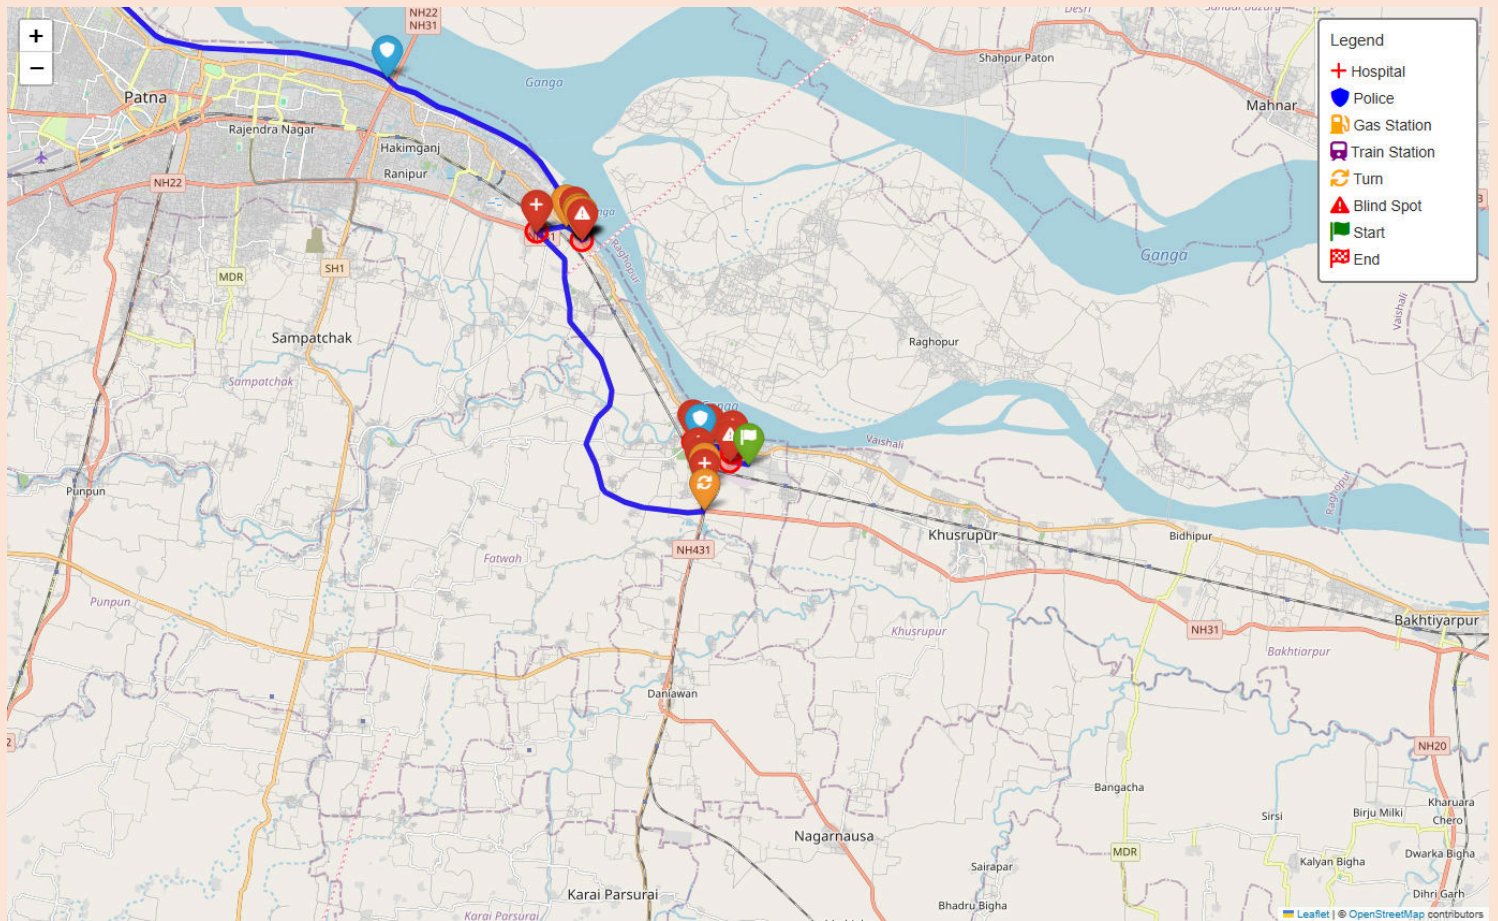 NH22
NH31
Desri
Shahpur Paton
Mahnar
Ganga
Patna
Rajendra Nagar
Hakimganj
Ranipur
NH22
MDR
SH1
Raghopur
Ganga
Sampatchak
Sampatchak
Raghopur
Vaishali
Vaishali
Raghopur
Punpun
Punpun
Fatwah
NH431
Khusrupur
Bidhipur
Khusrupur
NH31
Bakhtiyarpur
Bakhtiarpur
Daniawan
NH20
Bangacha
Nagarnausa
MDR
Sairapar
Bhadru Bigha
Karai Parsurai
Karai Parsurai
Sirsi
Birju Milki
Kharuara
Chero
Kalyan Bigha
Dwarka Bigha
Dihri Garh
+
−
Legend
Hospital
Police
Gas Station
Train Station
Turn
Blind Spot
Start
End
Leaflet | © OpenStreetMap contributors